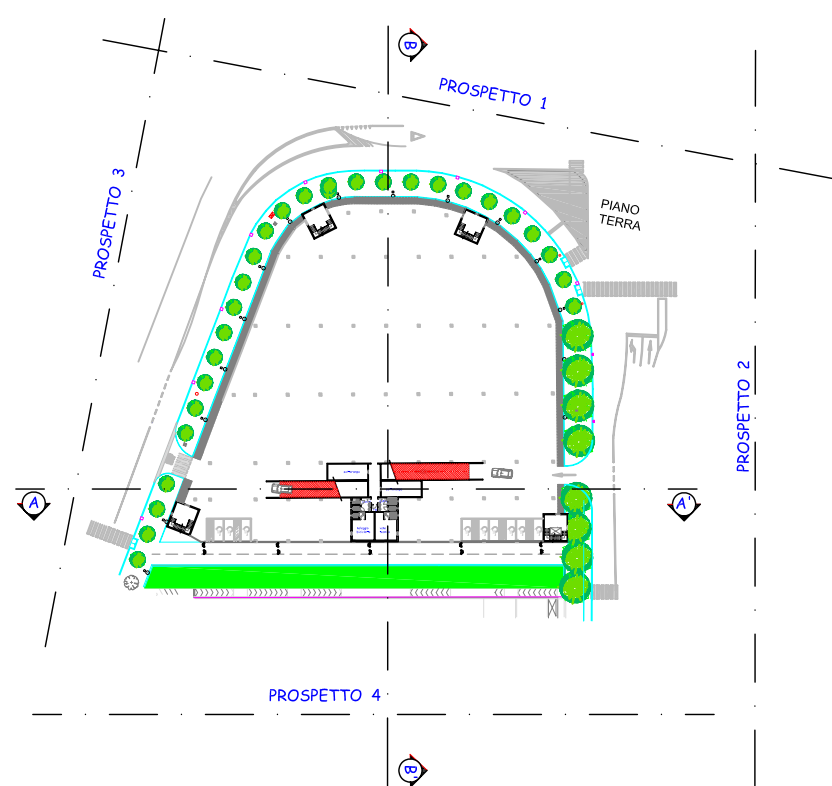 B
PROSPETTO 1
PROSPETTO 3
PIANO
TERRA
PROSPETTO 2
A
A'
PROSPETTO 4
B'